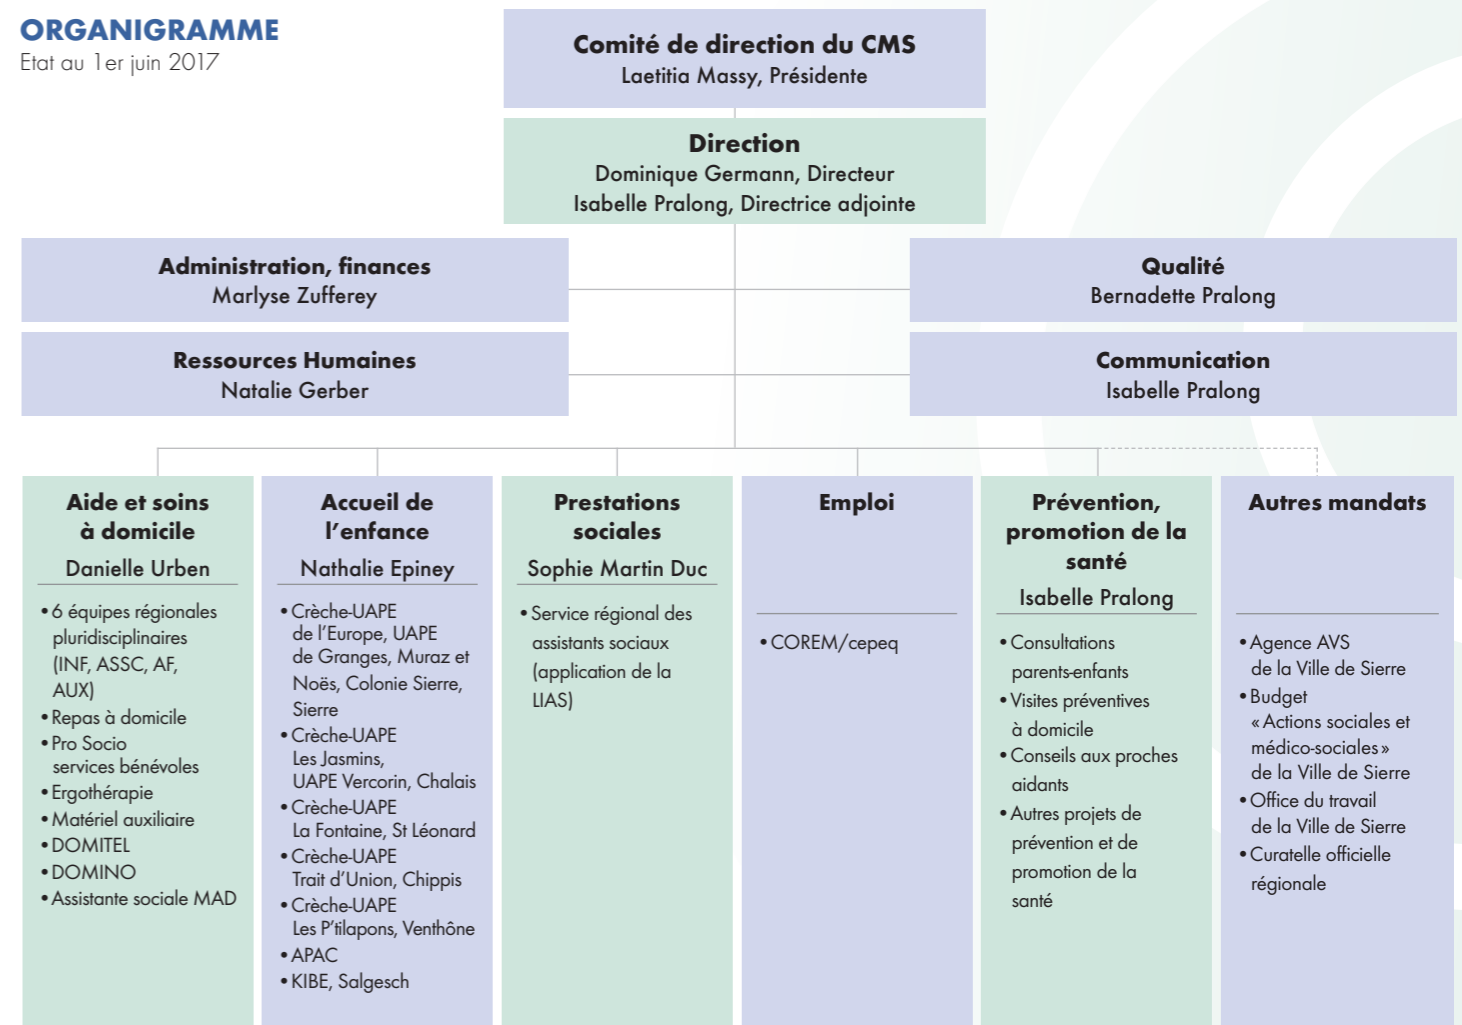 ORGANIGRAMME
Etat au 1er juin 2017
Comité de direction du CMS
Laetitia Massy, Présidente
Direction
Dominique Germann, Directeur
Isabelle Pralong, Directrice adjointe
Administration, finances
Marlyse Zufferey
Qualité
Bernadette Pralong
Ressources Humaines
Natalie Gerber
Communication
Isabelle Pralong
Aide et soins
à domicile
Danielle Urben
• 6 équipes régionales
pluridisciplinaires
(INF, ASSC, AF,
AUX)
• Repas à domicile
• Pro Socio
services bénévoles
• Ergothérapie
• Matériel auxiliaire
• DOMITEL
• DOMINO
• Assistante sociale MAD
Accueil de
l’enfance
Nathalie Epiney
• Crèche-UAPE
de l’Europe, UAPE
de Granges, Muraz et
Noës, Colonie Sierre,
Sierre
• Crèche-UAPE
Les Jasmins,
UAPE Vercorin, Chalais
• Crèche-UAPE
La Fontaine, St Léonard
• Crèche-UAPE
Trait d’Union, Chippis
• Crèche-UAPE
Les P’tilapons, Venthône
• APAC
• KIBE, Salgesch
Prestations
sociales
Sophie Martin Duc
• Service régional des
assistants sociaux
(application de la
LIAS)
Emploi
• COREM/cepeq
Prévention,
promotion de la
santé
Isabelle Pralong
• Consultations
parents-enfants
• Visites préventives
à domicile
• Conseils aux proches
aidants
• Autres projets de
prévention et de
promotion de la
santé
Autres mandats
• Agence AVS
de la Ville de Sierre
• Budget
« Actions sociales et
médico-sociales »
de la Ville de Sierre
• Office du travail
de la Ville de Sierre
• Curatelle officielle
régionale